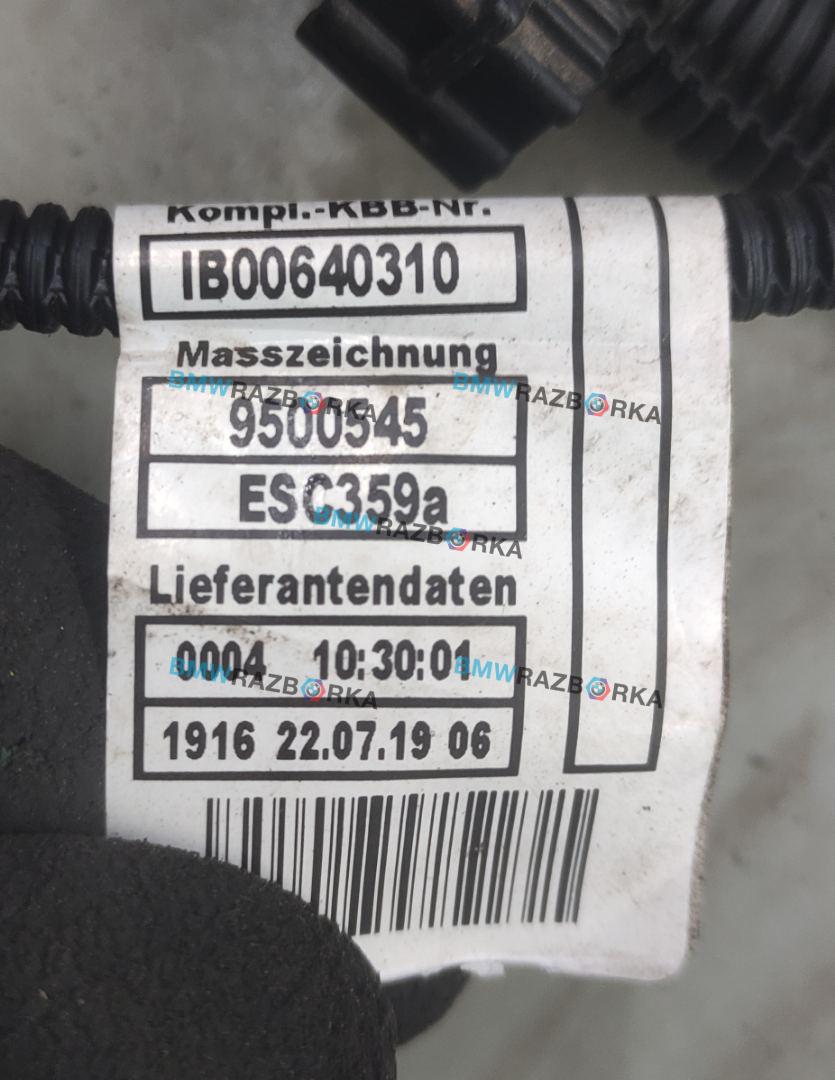 Kompl.-KBB-Nr.
IB00640310
Masszeichnung
BMWRAZBORKA BMWRAZBORKA
9500545
ESC359a
BMWRAZBORKA
Lieferantendaten
0004 10:30:01
BMWRAZBORKA BMWRAZBORKA
1916 22.07.19 06